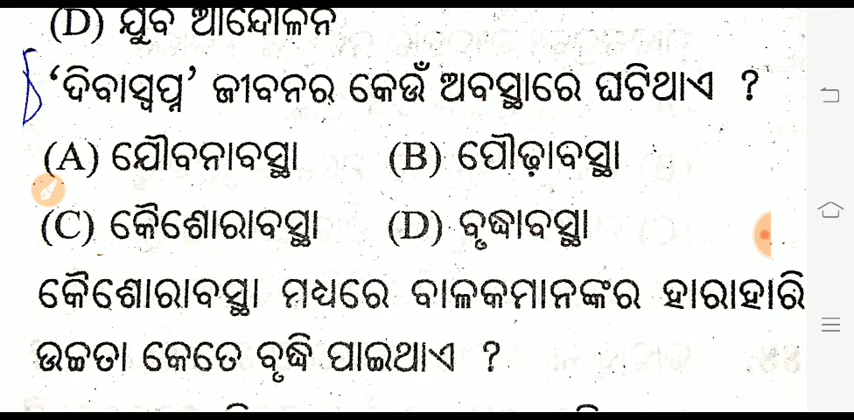 (D) ଯୁବ ଆନ୍ଦୋଳନ
‘ଦିବାସ୍ୱପ୍ନ’ ଜୀବନର କେଉଁ ଅବସ୍ଥାରେ ଘଟିଥାଏ ?
(A) ଯୌବନାବସ୍ଥା (B) ପୌଢ଼ାବସ୍ଥା
(C) କୈଶୋରାବସ୍ଥା (D) ବୃଦ୍ଧାବସ୍ଥା
କୈଶୋରାବସ୍ଥା ମଧ୍ୟରେ ବାଳକମାନଙ୍କର ହାରାହାରି
ଉଚ୍ଚତା କେତେ ବୃଦ୍ଧି ପାଇଥାଏ ?